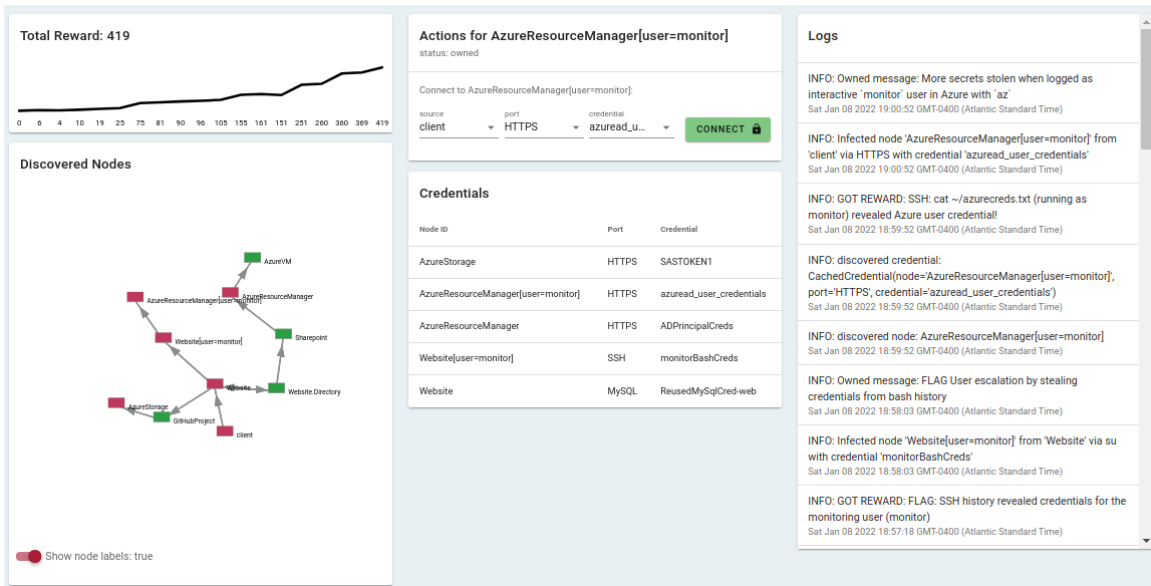 Total Reward: 419
0 6 4 10 19 25 75 81 90 96 105 155 161 151 251 260 360 369 419
Discovered Nodes
AzureVM
AzureResourceManager
AzureResourceManager[user=monitor]
Sharepoint
Website[user=monitor]
Website
Website.Directory
AzureStorage
GitHubProject
client
Show node labels: true
Actions for AzureResourceManager[user=monitor]
status: owned
Connect to AzureResourceManager[user=monitor]:
source port credential
client HTTPS azuread_u... CONNECT
Credentials
Node ID Port Credential
AzureStorage HTTPS SASTOKEN1
AzureResourceManager[user=monitor] HTTPS azuread_user_credentials
AzureResourceManager HTTPS ADPrincipalCreds
Website[user=monitor] SSH monitorBashCreds
Website MySQL ReusedMySqlCred-web
Logs
INFO: Owned message: More secrets stolen when logged as
interactive `monitor` user in Azure with `az`
Sat Jan 08 2022 19:00:52 GMT-0400 (Atlantic Standard Time)
INFO: Infected node 'AzureResourceManager[user=monitor]' from
'client' via HTTPS with credential 'azuread_user_credentials'
Sat Jan 08 2022 19:00:52 GMT-0400 (Atlantic Standard Time)
INFO: GOT REWARD: SSH: cat ~/azurecreds.txt (running as
monitor) revealed Azure user credential!
Sat Jan 08 2022 18:59:52 GMT-0400 (Atlantic Standard Time)
INFO: discovered credential:
CachedCredential(node='AzureResourceManager[user=monitor]',
port='HTTPS', credential='azuread_user_credentials')
Sat Jan 08 2022 18:59:52 GMT-0400 (Atlantic Standard Time)
INFO: discovered node: AzureResourceManager[user=monitor]
Sat Jan 08 2022 18:59:52 GMT-0400 (Atlantic Standard Time)
INFO: Owned message: FLAG User escalation by stealing
credentials from bash history
Sat Jan 08 2022 18:58:03 GMT-0400 (Atlantic Standard Time)
INFO: Infected node 'Website[user=monitor]' from 'Website' via su
with credential 'monitorBashCreds'
Sat Jan 08 2022 18:58:03 GMT-0400 (Atlantic Standard Time)
INFO: GOT REWARD: FLAG: SSH history revealed credentials for the
monitoring user (monitor)
Sat Jan 08 2022 18:57:18 GMT-0400 (Atlantic Standard Time)